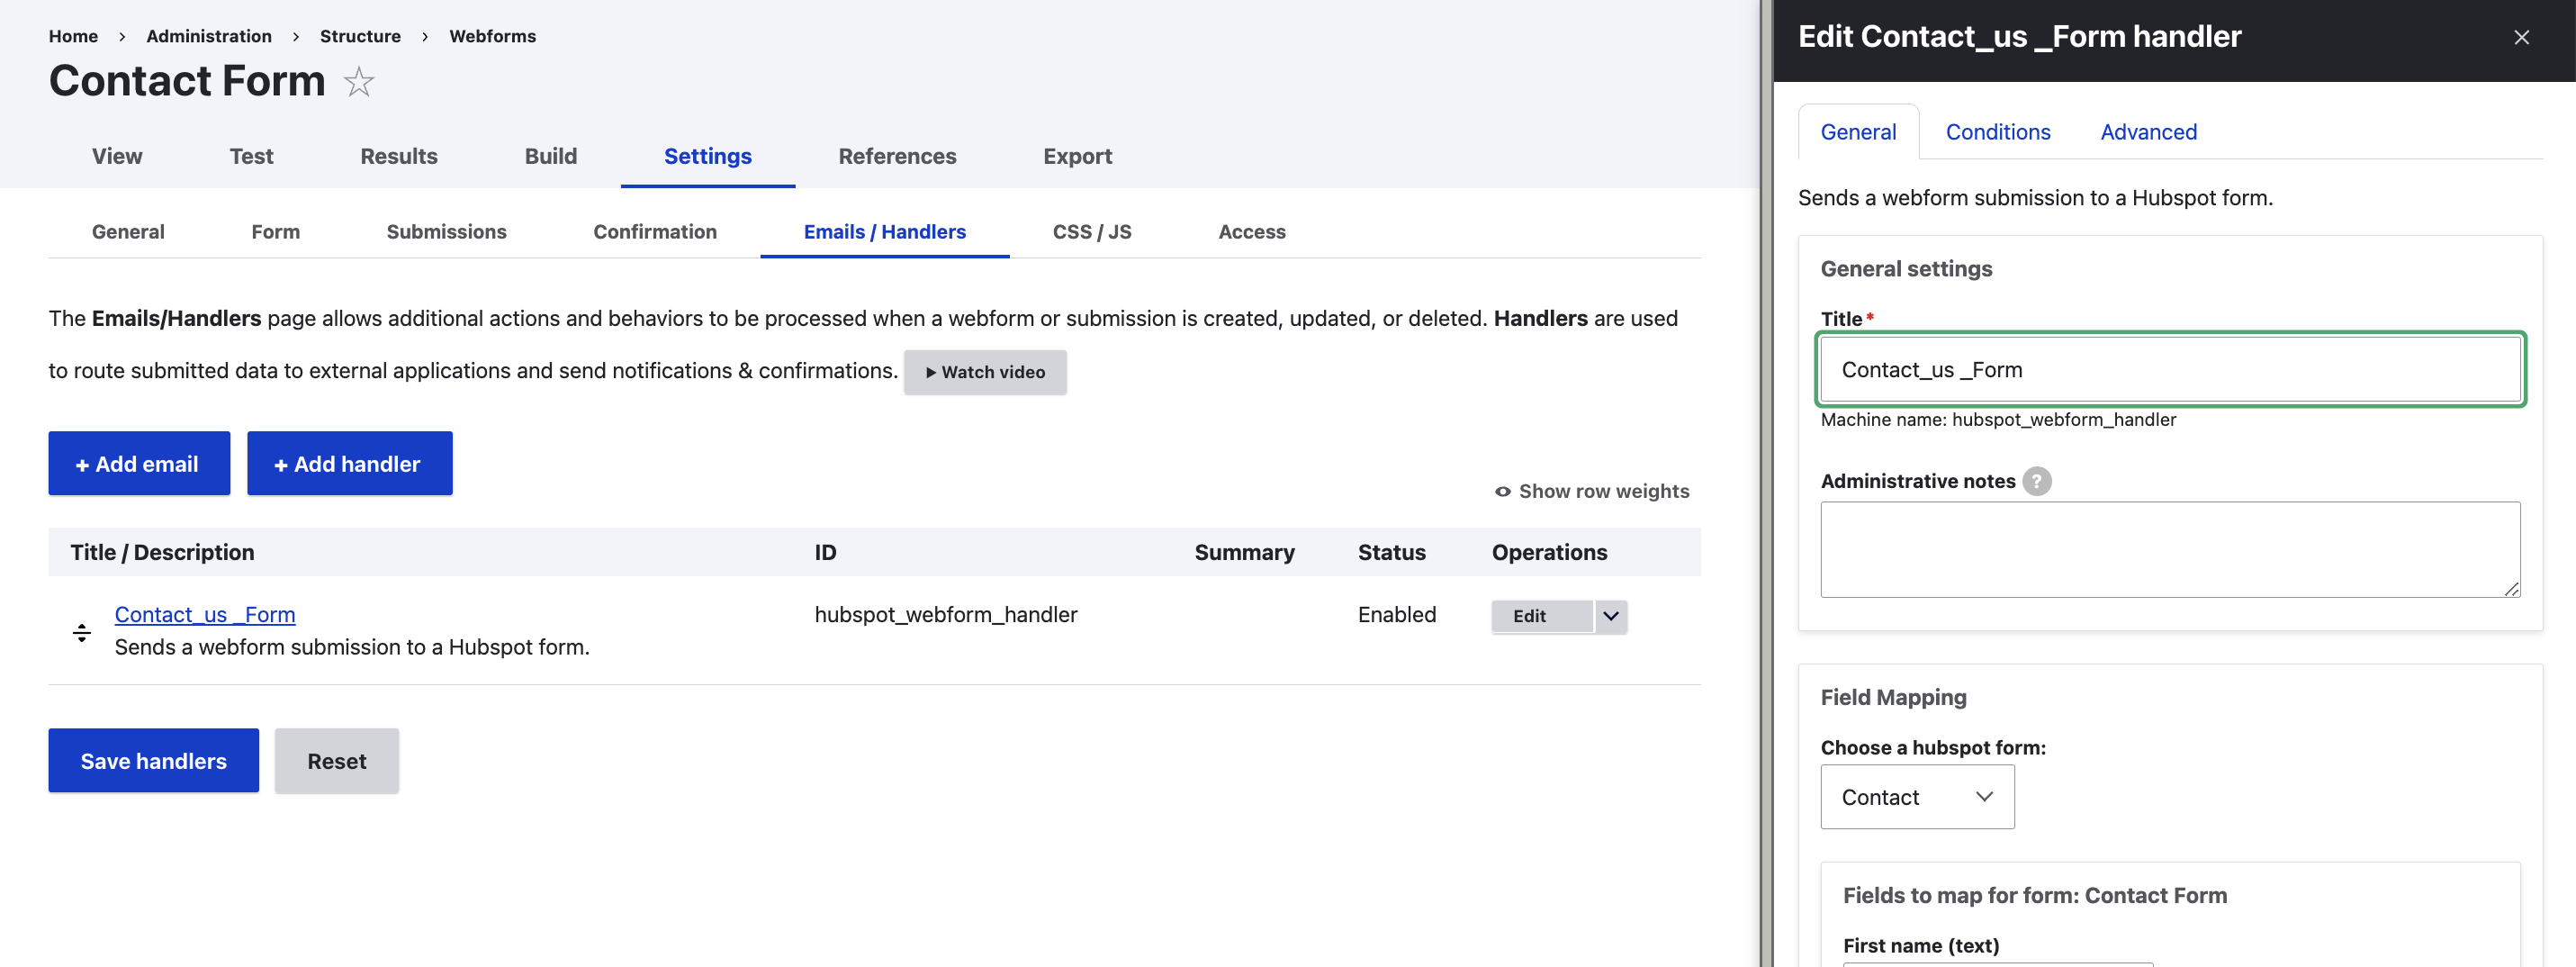 Home › Administration › Structure › Webforms
Contact Form
View Test Results Build Settings References Export
General Form Submissions Confirmation Emails / Handlers CSS / JS Access
The Emails/Handlers page allows additional actions and behaviors to be processed when a webform or submission is created, updated, or deleted. Handlers are used
to route submitted data to external applications and send notifications & confirmations. Watch video
+ Add email + Add handler
Show row weights
Title / Description ID Summary Status Operations
Contact_us _Form hubspot_webform_handler Enabled Edit
Sends a webform submission to a Hubspot form.
Save handlers Reset
Edit Contact_us _Form handler
General Conditions Advanced
Sends a webform submission to a Hubspot form.
General settings
Title*
Contact_us _Form
Machine name: hubspot_webform_handler
Administrative notes ?
Field Mapping
Choose a hubspot form:
Contact
Fields to map for form: Contact Form
First name (text)